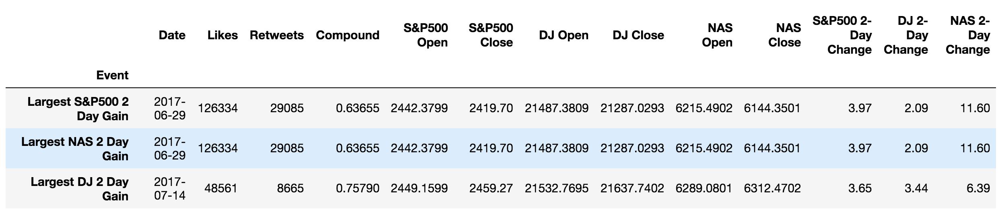 Date Likes Retweets Compound S&P500 Open S&P500 Close DJ Open DJ Close NAS Open NAS Close S&P500 2-Day Change DJ 2-Day Change NAS 2-Day Change
Event
Largest S&P500 2 Day Gain 2017-06-29 126334 29085 0.63655 2442.3799 2419.70 21487.3809 21287.0293 6215.4902 6144.3501 3.97 2.09 11.60
Largest NAS 2 Day Gain 2017-06-29 126334 29085 0.63655 2442.3799 2419.70 21487.3809 21287.0293 6215.4902 6144.3501 3.97 2.09 11.60
Largest DJ 2 Day Gain 2017-07-14 48561 8665 0.75790 2449.1599 2459.27 21532.7695 21637.7402 6289.0801 6312.4702 3.65 3.44 6.39